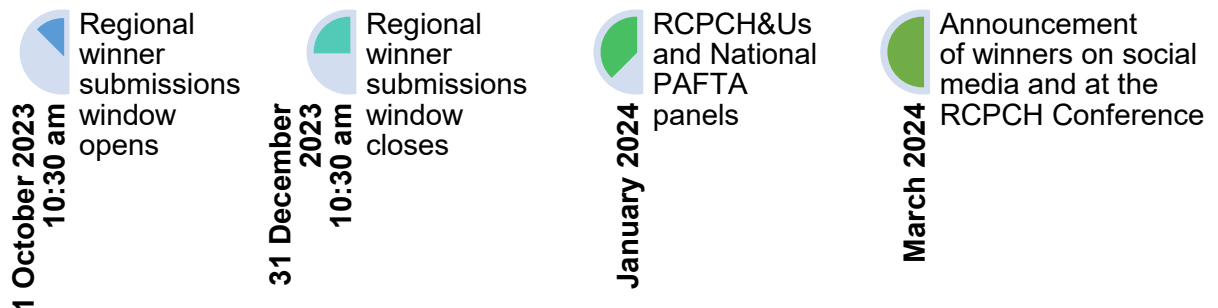 Regional
winner
submissions
window
opens
October 2023
10:30 am
Regional
winner
submissions
window
closes
31 December
2023
10:30 am
RCPCH&Us
and National
PAFTA
panels
January 2024
Announcement
of winners on social
media and at the
RCPCH Conference
March 2024